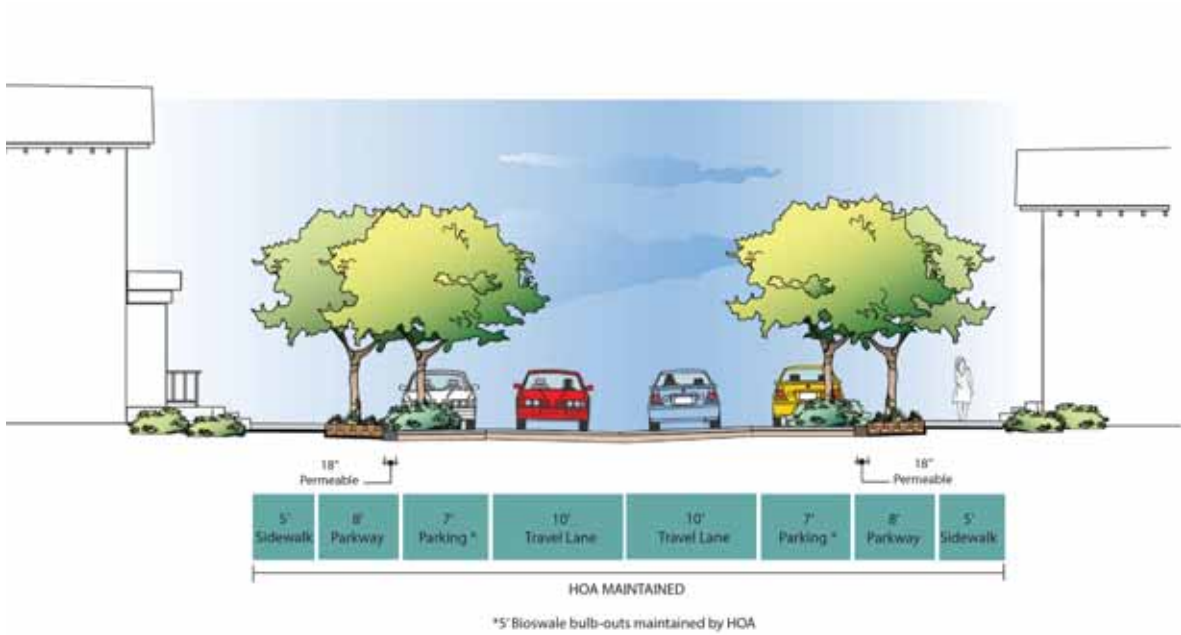 18"
Permeable
18"
Permeable
5'
Sidewalk
8'
Parkway
7'
Parking *
10'
Travel Lane
10'
Travel Lane
7'
Parking *
8'
Parkway
5'
Sidewalk
HOA MAINTAINED
*5' Bioswale bulb-outs maintained by HOA